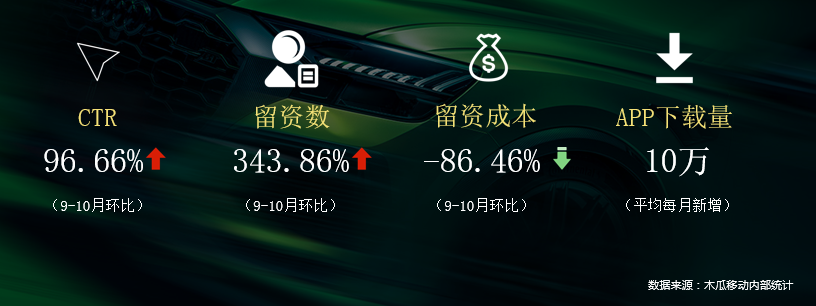 CTR
96.66%
(9-10月环比)
留资数
343.86%
(9-10月环比)
留资成本
-86.46%
(9-10月环比)
APP下载量
10万
(平均每月新增)
数据来源：木瓜移动内部统计